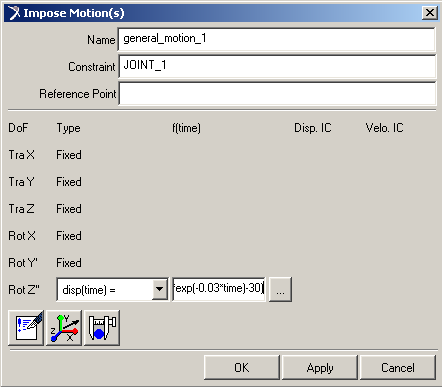 Impose Motion(s)
Name general_motion_1
Constraint JOINT_1
Reference Point
DoF Type f(time) Disp. IC Velo. IC
Tra X Fixed
Tra Y Fixed
Tra Z Fixed
Rot X Fixed
Rot Y' Fixed
Rot Z'' disp(time) = exp(-0.03*time)-30) ...
Z Y X
OK Apply Cancel